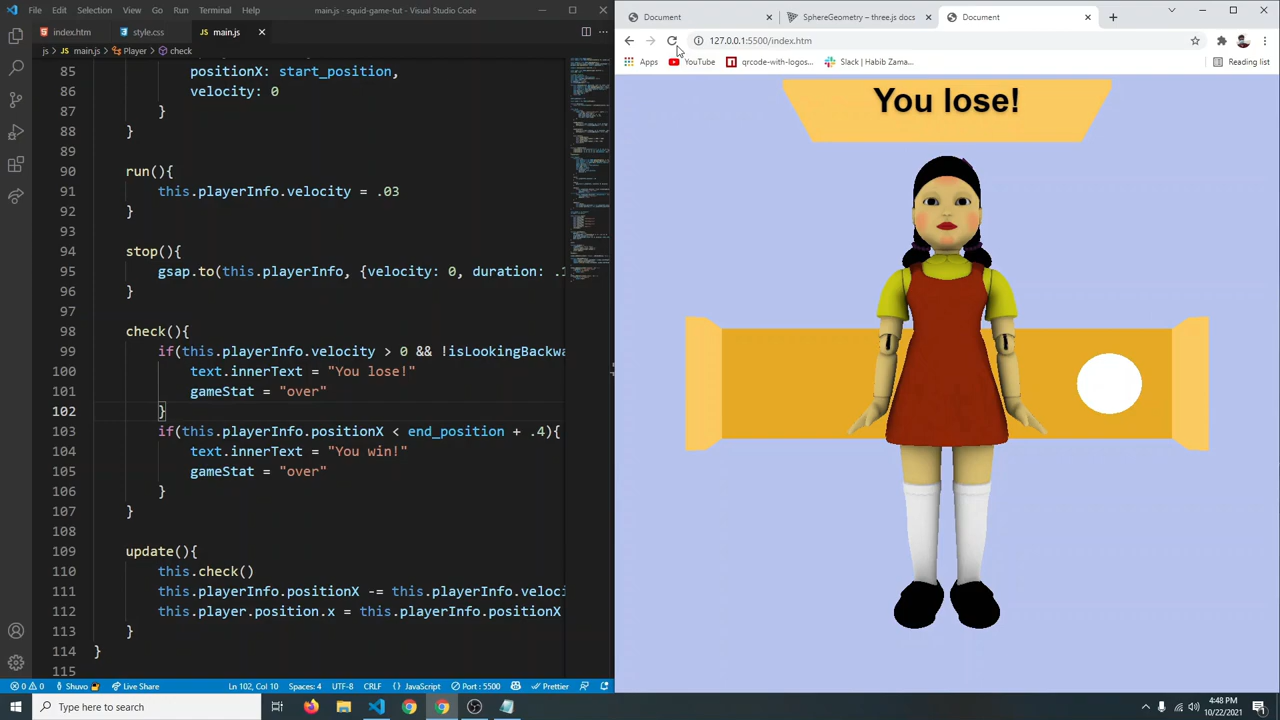 File Edit Selection View Go Run Terminal Help main.js - squid-game-tut - Visual Studio Code
index.htm style.css main.js
js > main.js > Player > check
85 positionX: start_position,
86 velocity: 0
87 }
88 }
89
90 run(){
91 this.playerInfo.velocity = .03
92 }
93
94 stop(){
95 gsap.to(this.playerInfo, {velocity: 0, duration: .
96 }
97
98 check(){
99 if(this.playerInfo.velocity > 0 && !isLookingBackwa
100 text.innerText = "You lose!"
101 gameStat = "over"
102 }
103 if(this.playerInfo.positionX < end_position + .4){
104 text.innerText = "You win!"
105 gameStat = "over"
106 }
107 }
108
109 update(){
110 this.check()
111 this.playerInfo.positionX -= this.playerInfo.veloci
112 this.player.position.x = this.playerInfo.positionX
113 }
114 }
115
0 0 Shuvo Live Share Ln 102, Col 10 Spaces: 4 UTF-8 CRLF { } JavaScript Port : 5500 Prettier
Document SphereGeometry – three.js docs Document
127.0.0.1:5500/index.htm
Apps YouTube qrcode-with-logos... Slack | Habib Zama... Reading list
You lose!
Type here to search
4:48 PM
10/22/2021